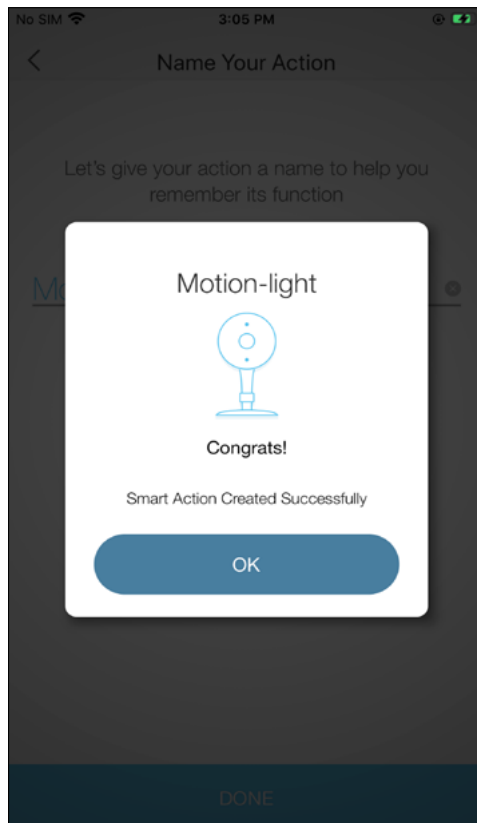 No SIM 3:05 PM
Name Your Action
Let's give your action a name to help you
remember its function
Mo
Motion-light
Congrats!
Smart Action Created Successfully
OK
DONE